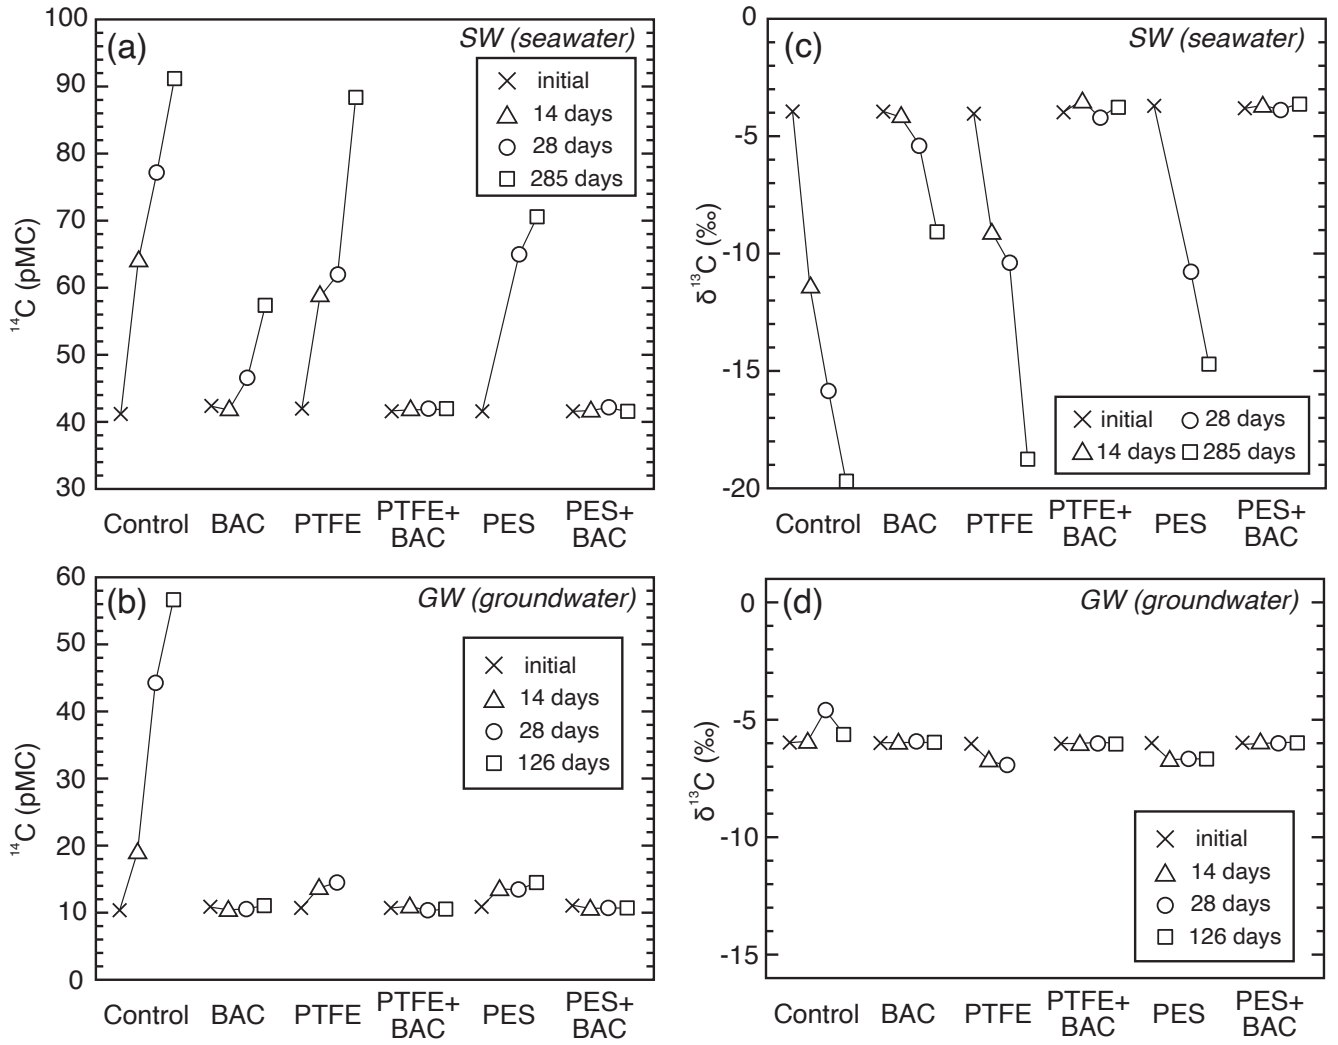 (a)
SW (seawater)
initial
14 days
28 days
285 days
100
90
80
70
60
50
40
30
¹⁴C (pMC)
Control BAC PTFE PTFE+ BAC PES PES+ BAC
(c)
SW (seawater)
0
-5
-10
-15
-20
δ¹³C (‰)
initial 28 days
14 days 285 days
Control BAC PTFE PTFE+ BAC PES PES+ BAC
(b)
GW (groundwater)
initial
14 days
28 days
126 days
60
50
40
30
20
10
0
¹⁴C (pMC)
Control BAC PTFE PTFE+ BAC PES PES+ BAC
(d)
GW (groundwater)
0
-5
-10
-15
δ¹³C (‰)
initial
14 days
28 days
126 days
Control BAC PTFE PTFE+ BAC PES PES+ BAC